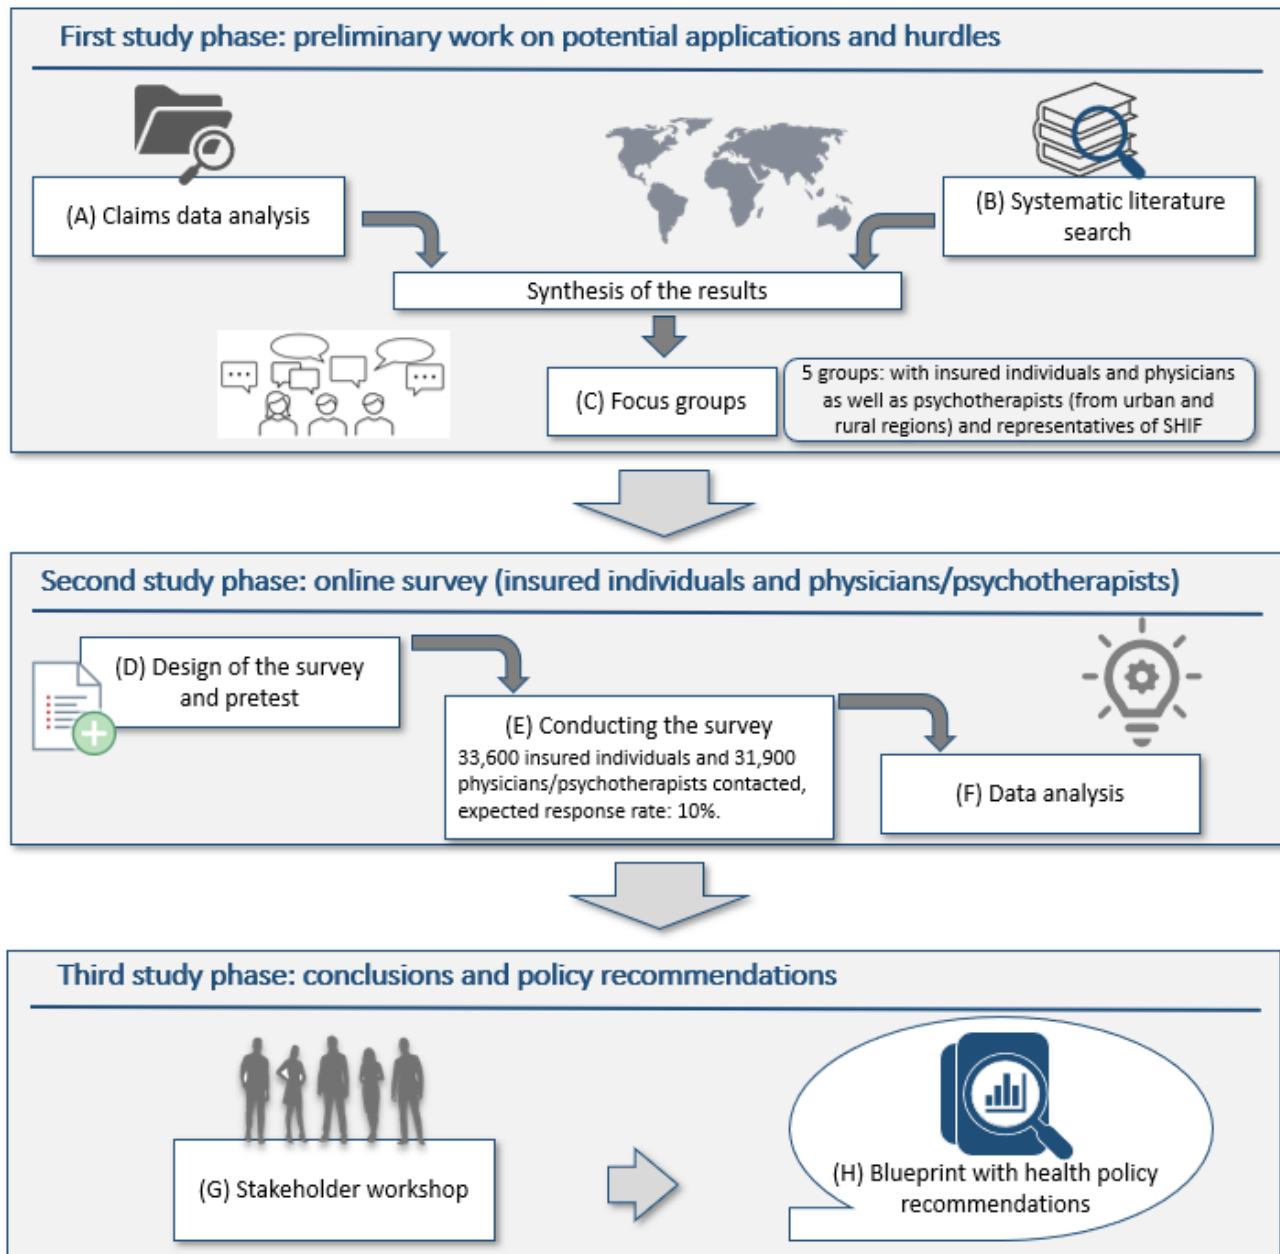 First study phase: preliminary work on potential applications and hurdles
(A) Claims data analysis
(B) Systematic literature
search
Synthesis of the results
(C) Focus groups
5 groups: with insured individuals and physicians
as well as psychotherapists (from urban and
rural regions) and representatives of SHIF
Second study phase: online survey (insured individuals and physicians/psychotherapists)
(D) Design of the survey
and pretest
(E) Conducting the survey
33,600 insured individuals and 31,900
physicians/psychotherapists contacted,
expected response rate: 10%.
(F) Data analysis
Third study phase: conclusions and policy recommendations
(G) Stakeholder workshop
(H) Blueprint with health policy
recommendations